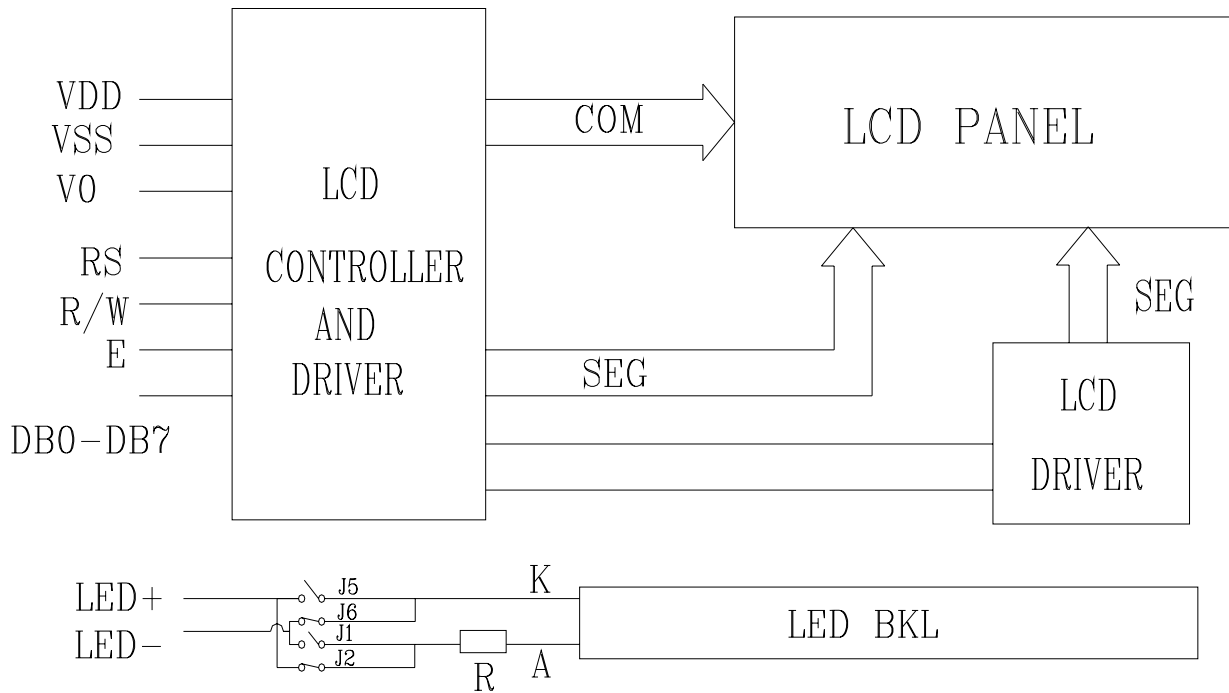 VDD
VSS
V0
RS
R/W
E
DB0-DB7
LCD
CONTROLLER
AND
DRIVER
COM
SEG
LCD PANEL
SEG
LCD
DRIVER
LED+
LED-
J5
J6
J1
J2
R
K
A
LED BKL